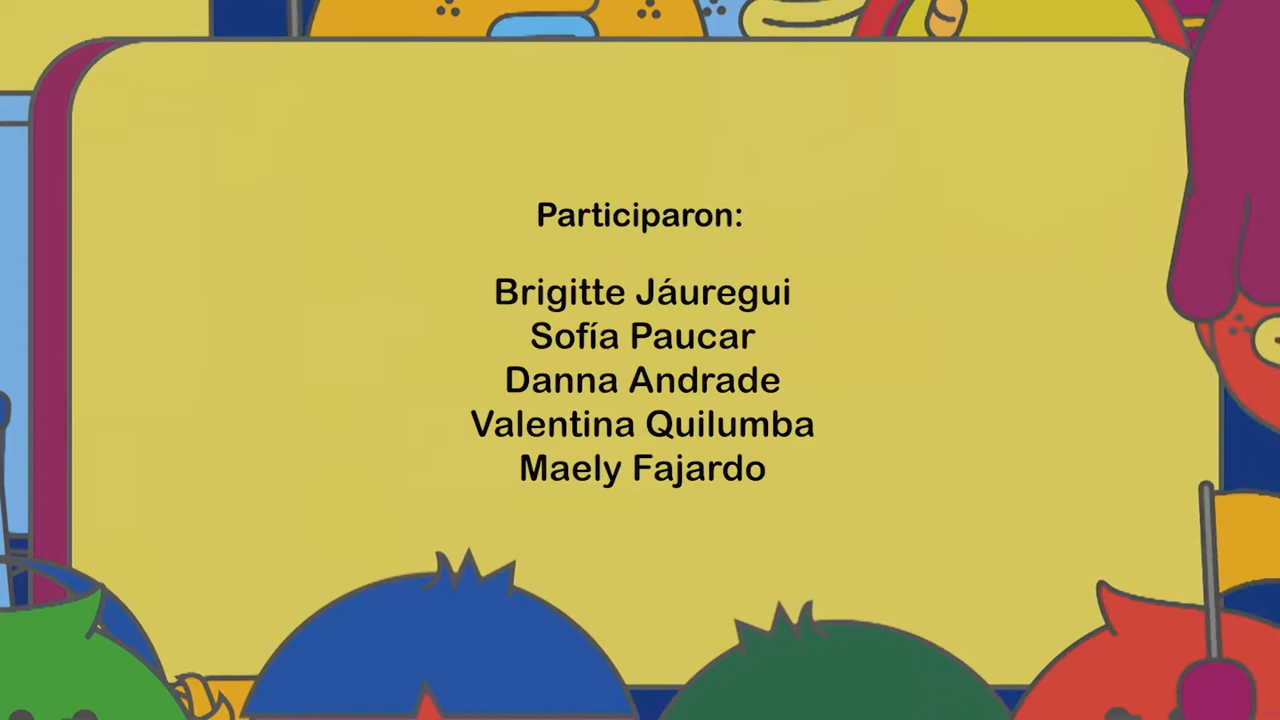 Participaron:
Brigitte Jáuregui
Sofía Paucar
Danna Andrade
Valentina Quilumba
Maely Fajardo